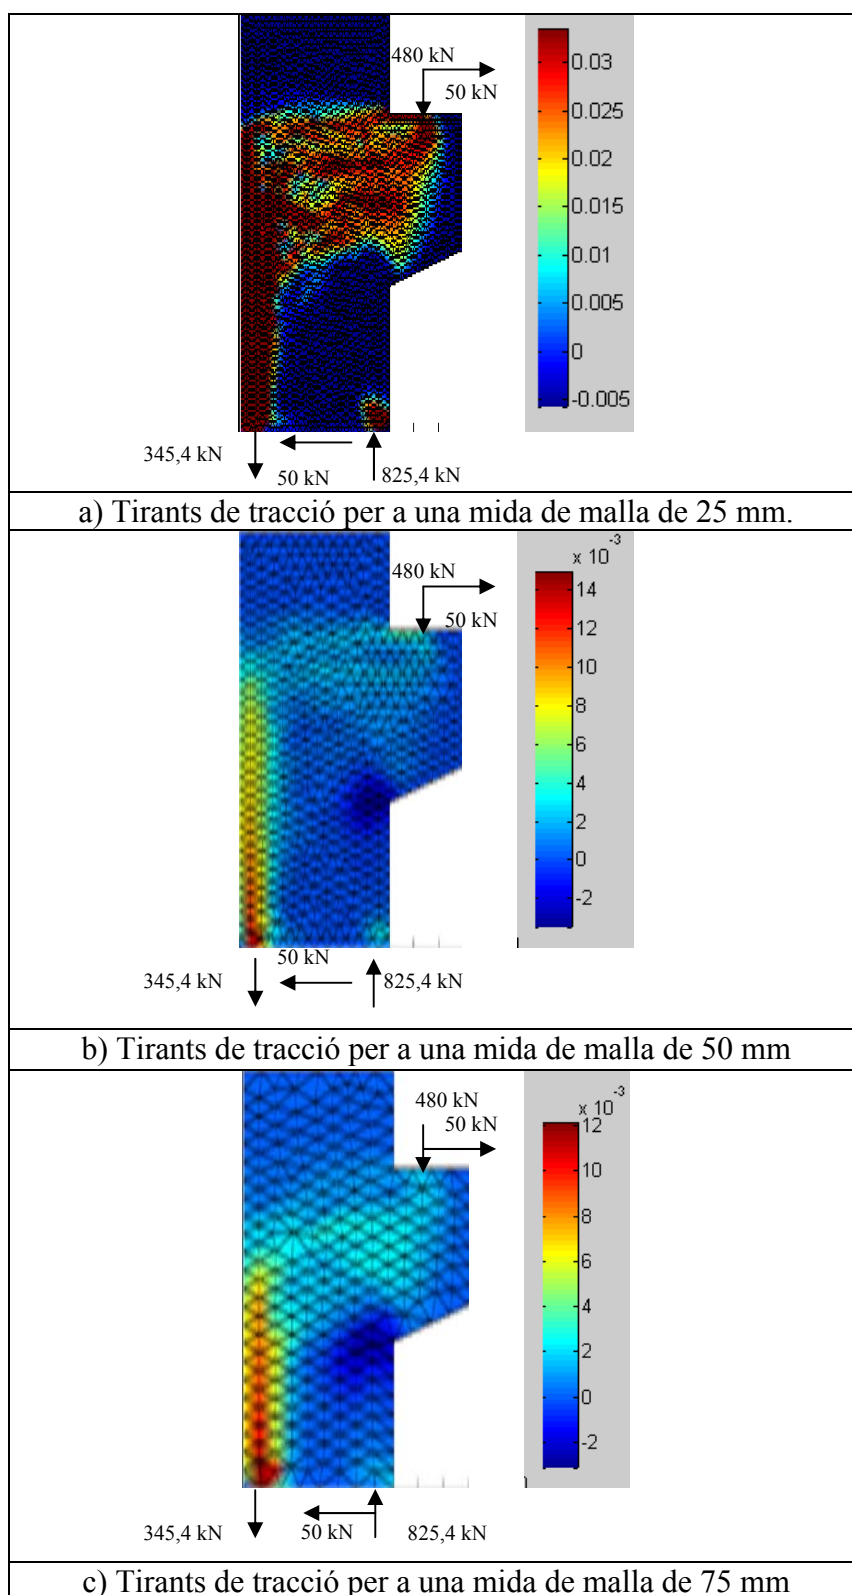 480 kN
50 kN
0.03
0.025
0.02
0.015
0.01
0.005
0
-0.005
345,4 kN
50 kN
825,4 kN
a) Tirants de tracció per a una mida de malla de 25 mm.
x 10
-3
480 kN
50 kN
14
12
10
8
6
4
2
0
-2
50 kN
345,4 kN
825,4 kN
b) Tirants de tracció per a una mida de malla de 50 mm
-3
x 10
480 kN
50 kN
12
10
8
6
4
2
0
-2
345,4 kN
50 kN
825,4 kN
c) Tirants de tracció per a una mida de malla de 75 mm